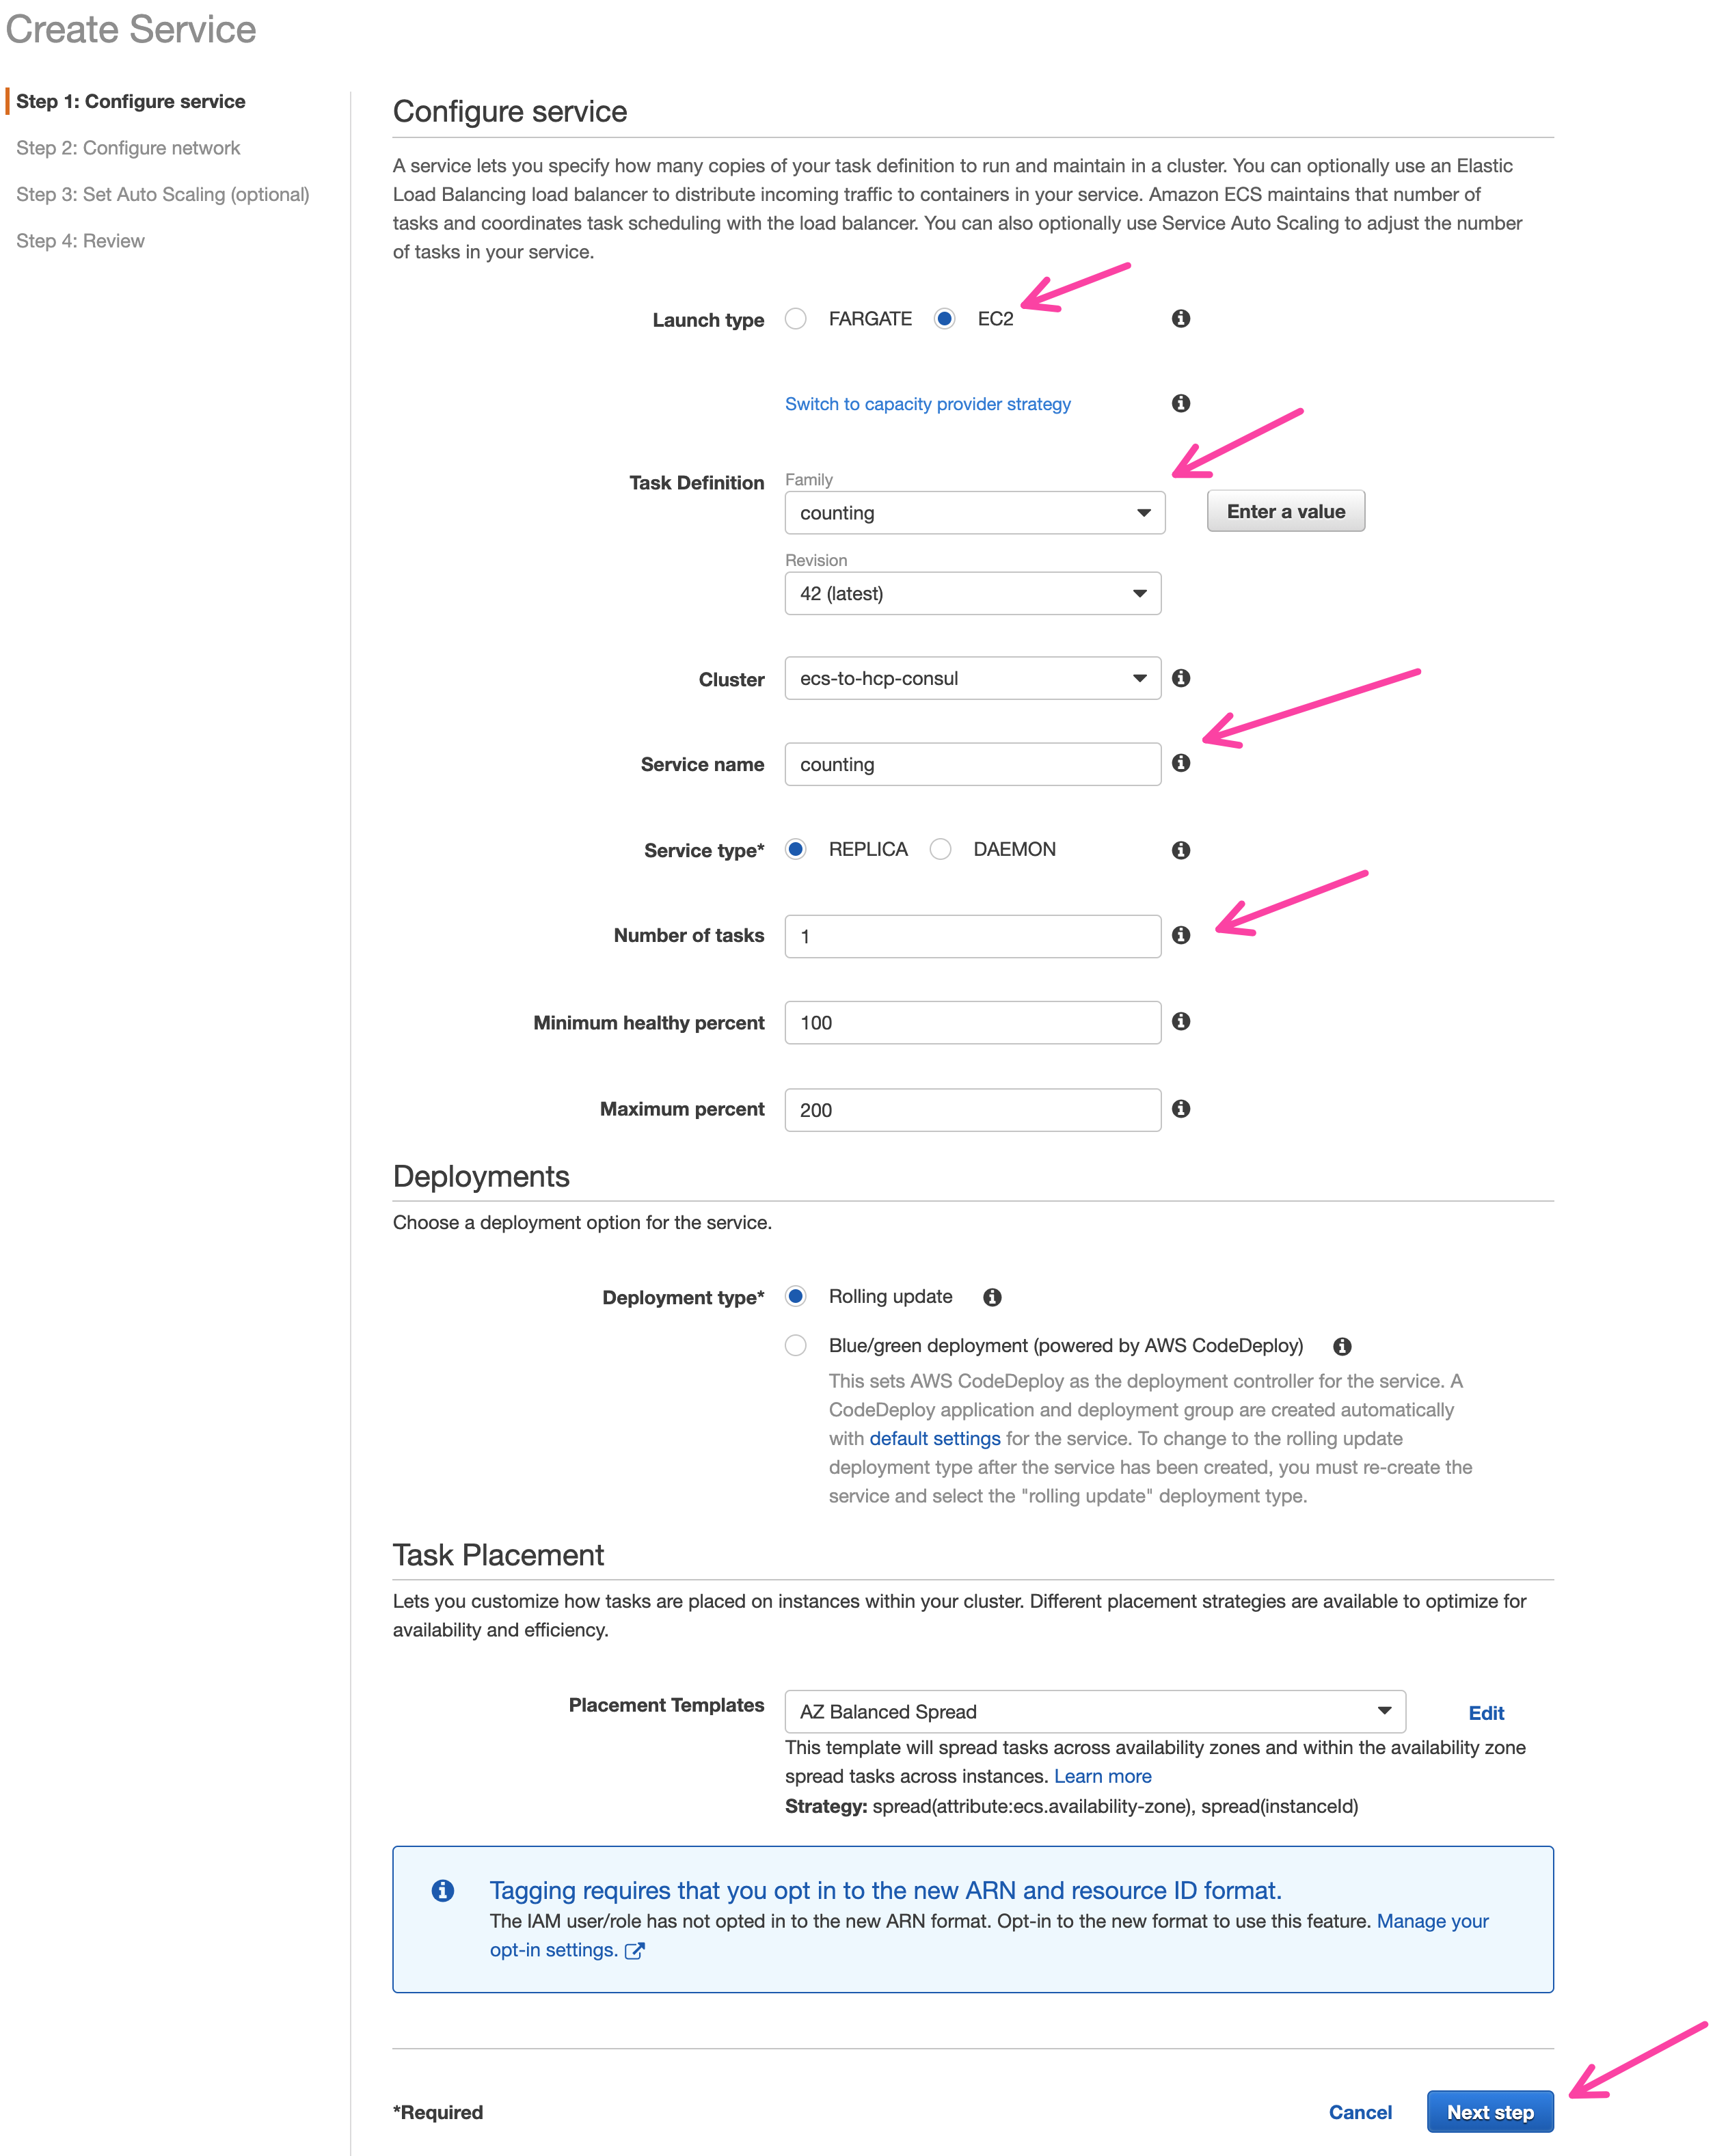 Create Service
Step 1: Configure service
Step 2: Configure network
Step 3: Set Auto Scaling (optional)
Step 4: Review
Configure service
A service lets you specify how many copies of your task definition to run and maintain in a cluster. You can optionally use an Elastic
Load Balancing load balancer to distribute incoming traffic to containers in your service. Amazon ECS maintains that number of
tasks and coordinates task scheduling with the load balancer. You can also optionally use Service Auto Scaling to adjust the number
of tasks in your service.
Launch type FARGATE EC2
Switch to capacity provider strategy
Task Definition Family
counting Enter a value
Revision
42 (latest)
Cluster ecs-to-hcp-consul
Service name counting
Service type* REPLICA DAEMON
Number of tasks 1
Minimum healthy percent 100
Maximum percent 200
Deployments
Choose a deployment option for the service.
Deployment type* Rolling update
Blue/green deployment (powered by AWS CodeDeploy)
This sets AWS CodeDeploy as the deployment controller for the service. A
CodeDeploy application and deployment group are created automatically
with default settings for the service. To change to the rolling update
deployment type after the service has been created, you must re-create the
service and select the "rolling update" deployment type.
Task Placement
Lets you customize how tasks are placed on instances within your cluster. Different placement strategies are available to optimize for
availability and efficiency.
Placement Templates AZ Balanced Spread Edit
This template will spread tasks across availability zones and within the availability zone
spread tasks across instances. Learn more
Strategy: spread(attribute:ecs.availability-zone), spread(instanceId)
Tagging requires that you opt in to the new ARN and resource ID format.
The IAM user/role has not opted in to the new ARN format. Opt-in to the new format to use this feature. Manage your
opt-in settings.
*Required Cancel Next step